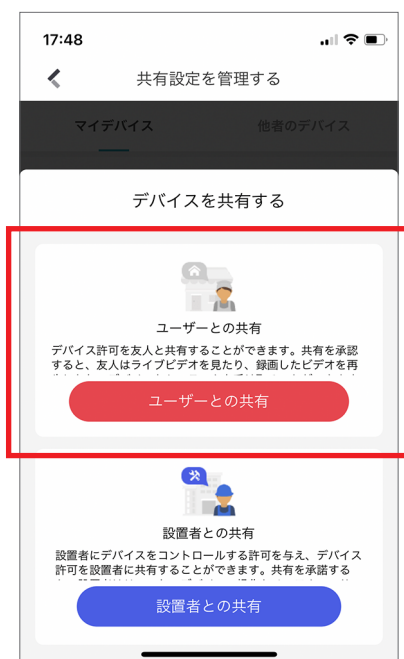 17:48
共有設定を管理する
マイデバイス
他者のデバイス
デバイスを共有する
ユーザーとの共有
デバイス許可を友人と共有することができます。共有を承認
すると、友人はライブビデオを見たり、録画したビデオを再
ユーザーとの共有
設置者との共有
設置者にデバイスをコントロールする許可を与え、デバイス
許可を設置者に共有することができます。共有を承諾する
設置者との共有